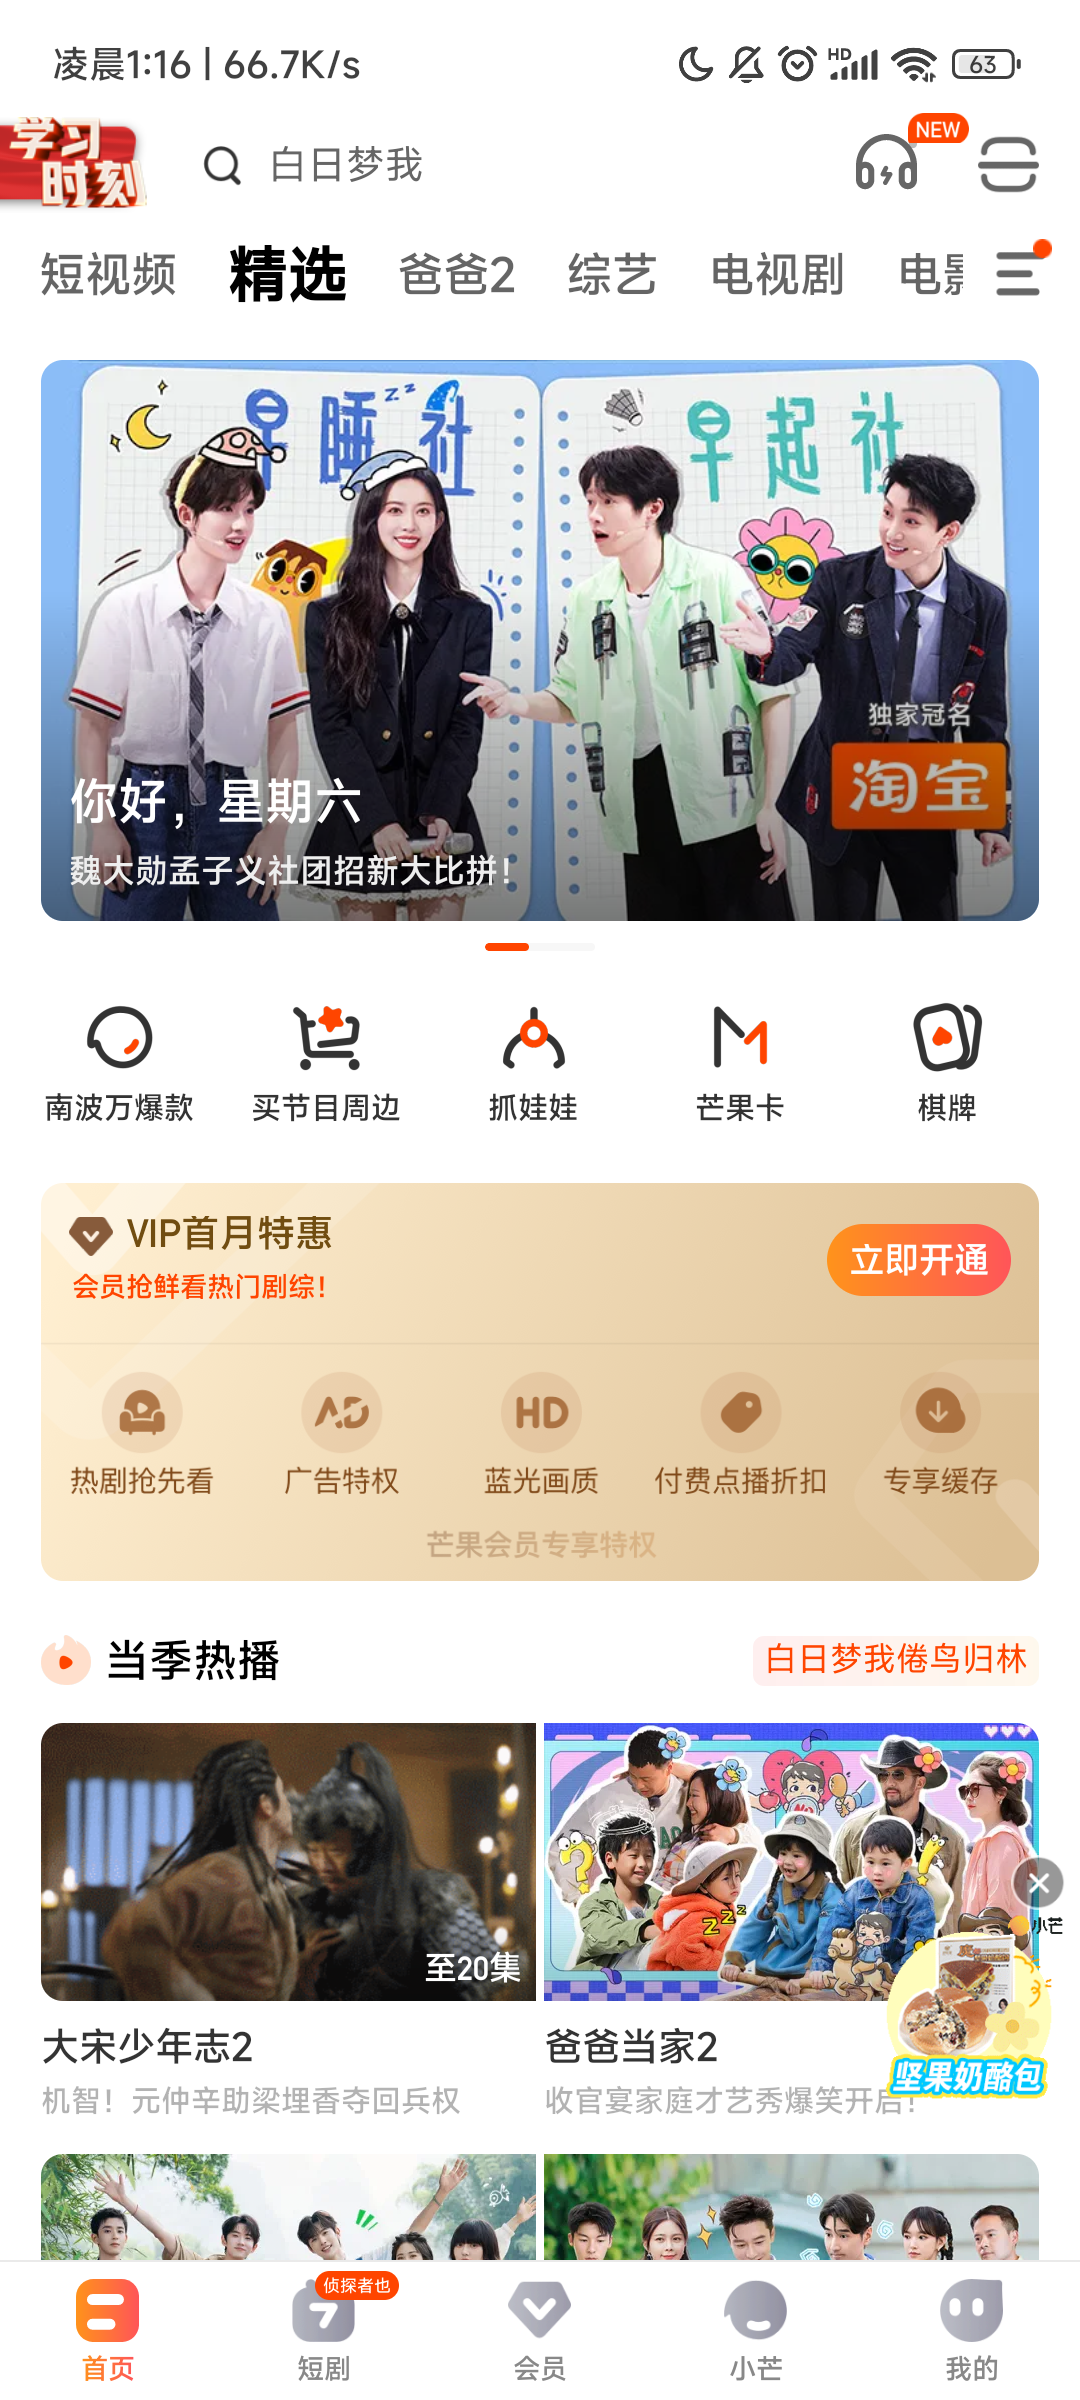 凌晨1:16 | 66.7K/s
HD
63
学习
时刻
白日梦我
NEW
短视频 精选 爸爸2 综艺 电视剧 电影
早睡社
早起社
独家冠名
淘宝
你好，星期六
魏大勋孟子义社团招新大比拼！
南波万爆款 买节目周边 抓娃娃 芒果卡 棋牌
VIP首月特惠
会员抢鲜看热门剧综！
立即开通
AD HD
热剧抢先看 广告特权 蓝光画质 付费点播折扣 专享缓存
芒果会员专享特权
当季热播
白日梦我倦鸟归林
至20集
小芒
坚果奶酪包
大宋少年志2
机智！元仲辛助梁埋香夺回兵权
爸爸当家2
收官宴家庭才艺秀爆笑开启！
侦探者也
首页 短剧 会员 小芒 我的